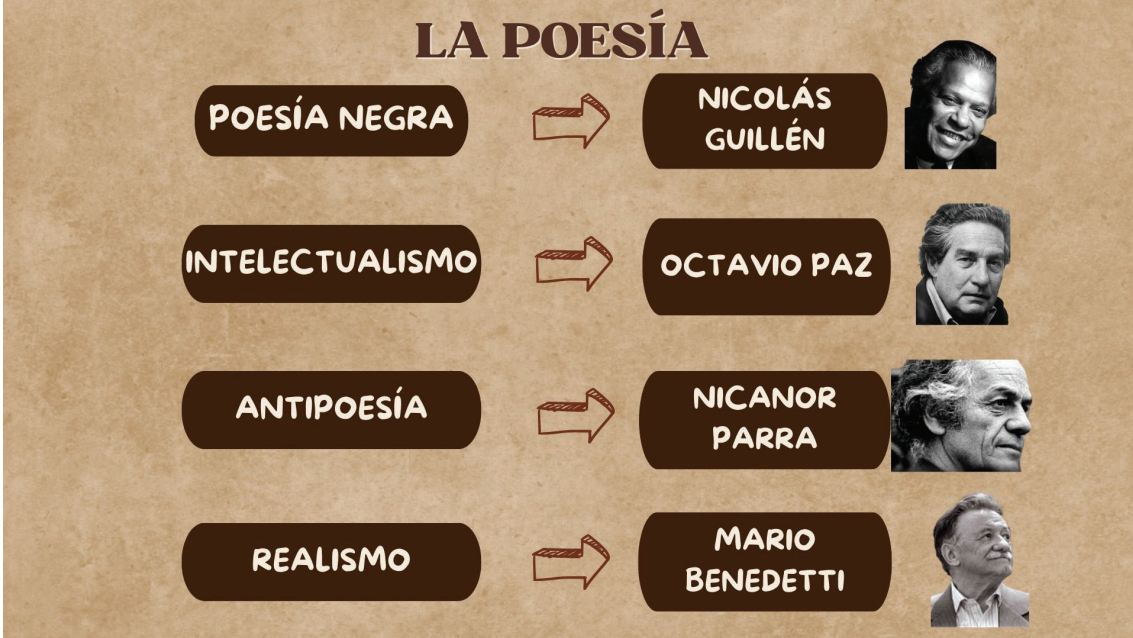 LA POESÍA
POESÍA NEGRA
NICOLÁS
GUILLÉN
INTELECTUALISMO
OCTAVIO PAZ
ANTIPOESÍA
NICANOR
PARRA
REALISMO
MARIO
BENEDETTI